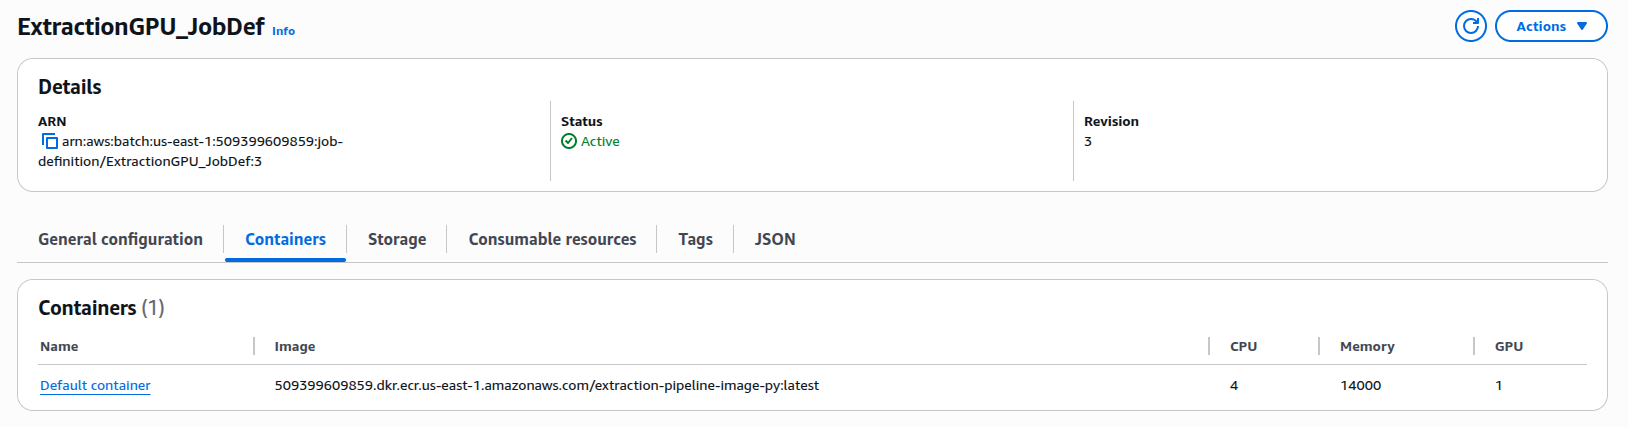 ExtractionGPU_JobDef Info
Actions
Details
ARN
arn:aws:batch:us-east-1:509399609859:job-
definition/ExtractionGPU_JobDef:3
Status
Active
Revision
3
General configuration
Containers
Storage
Consumable resources
Tags
JSON
Containers (1)
Name Image CPU Memory GPU
Default container 509399609859.dkr.ecr.us-east-1.amazonaws.com/extraction-pipeline-image-py:latest 4 14000 1